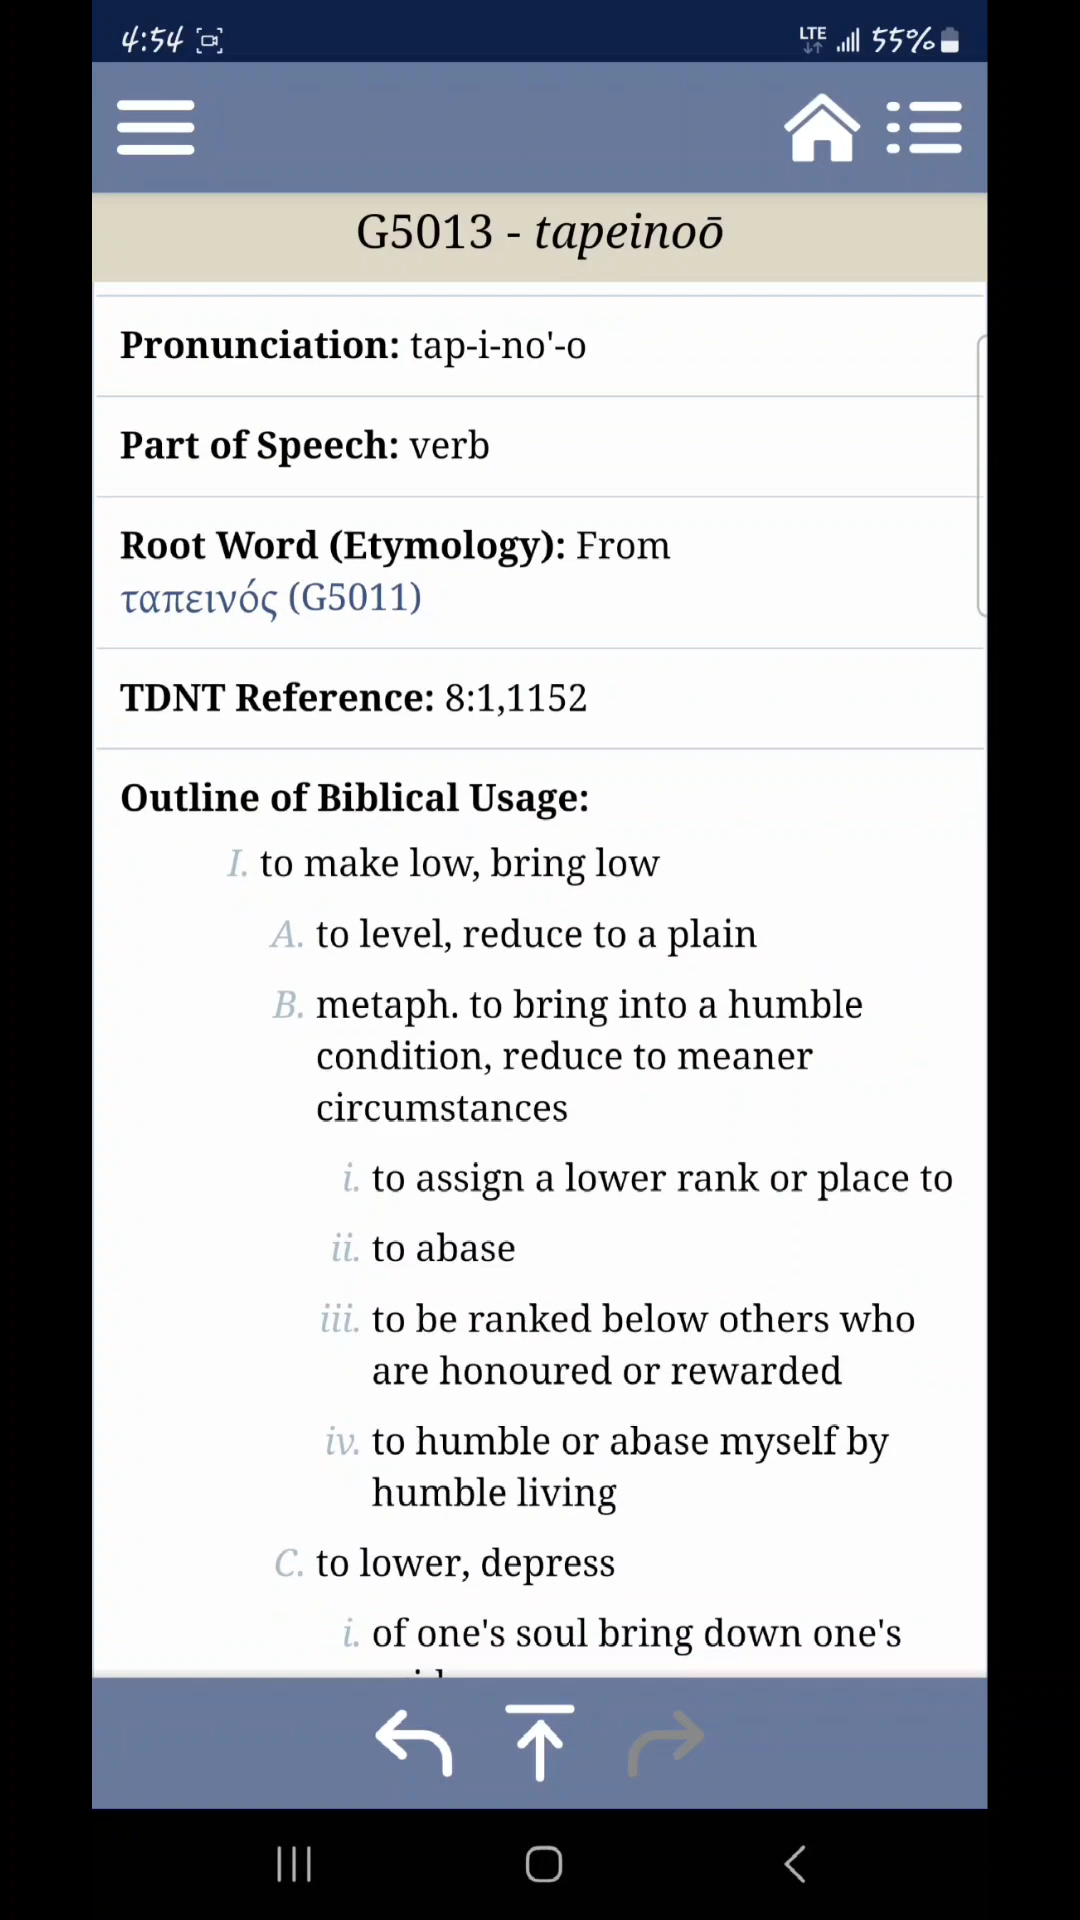 4:54 LTE 55%
G5013 - tapeinoō
Pronunciation: tap-i-no'-o
Part of Speech: verb
Root Word (Etymology): From
ταπεινός (G5011)
TDNT Reference: 8:1,1152
Outline of Biblical Usage:
I. to make low, bring low
A. to level, reduce to a plain
B. metaph. to bring into a humble
condition, reduce to meaner
circumstances
i. to assign a lower rank or place to
ii. to abase
iii. to be ranked below others who
are honoured or rewarded
iv. to humble or abase myself by
humble living
C. to lower, depress
i. of one's soul bring down one's